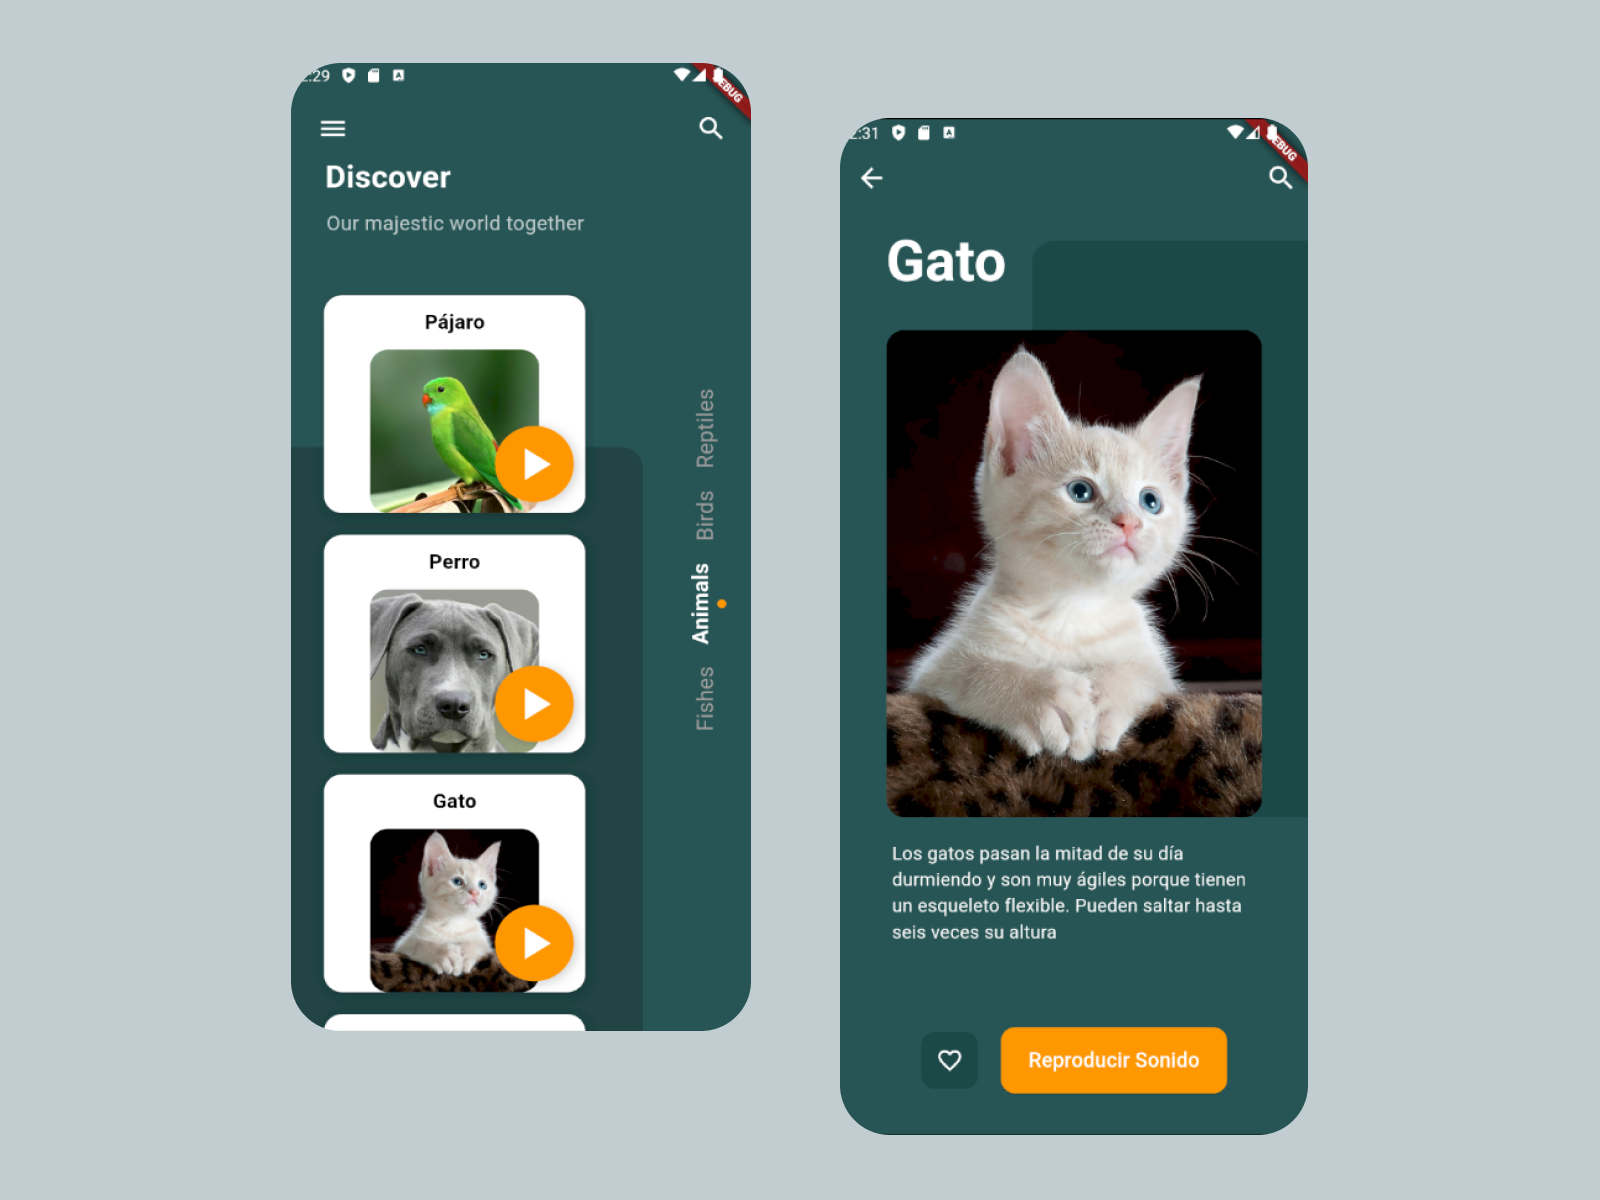 :29
EBUG
Discover
Our majestic world together
Pájaro
Perro
Gato
Reptiles
Birds
Animals
Fishes
2:31
EBUG
Gato
Los gatos pasan la mitad de su día
durmiendo y son muy ágiles porque tienen
un esqueleto flexible. Pueden saltar hasta
seis veces su altura
Reproducir Sonido